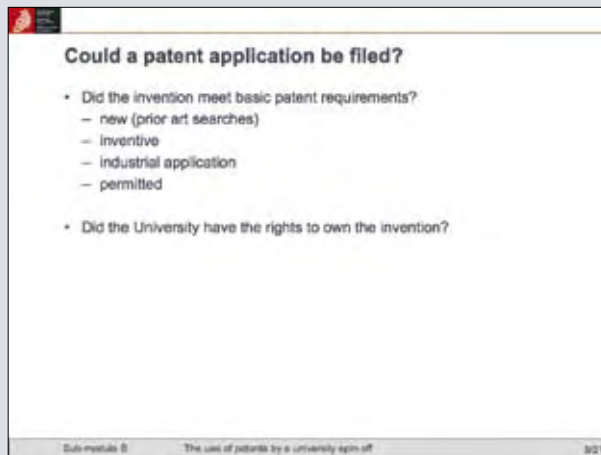 Could a patent application be filed?
• Did the invention meet basic patent requirements?
– new (prior art searches)
– inventive
– industrial application
– permitted
• Did the University have the rights to own the invention?
Sub-module B The use of patents by a university spin-off